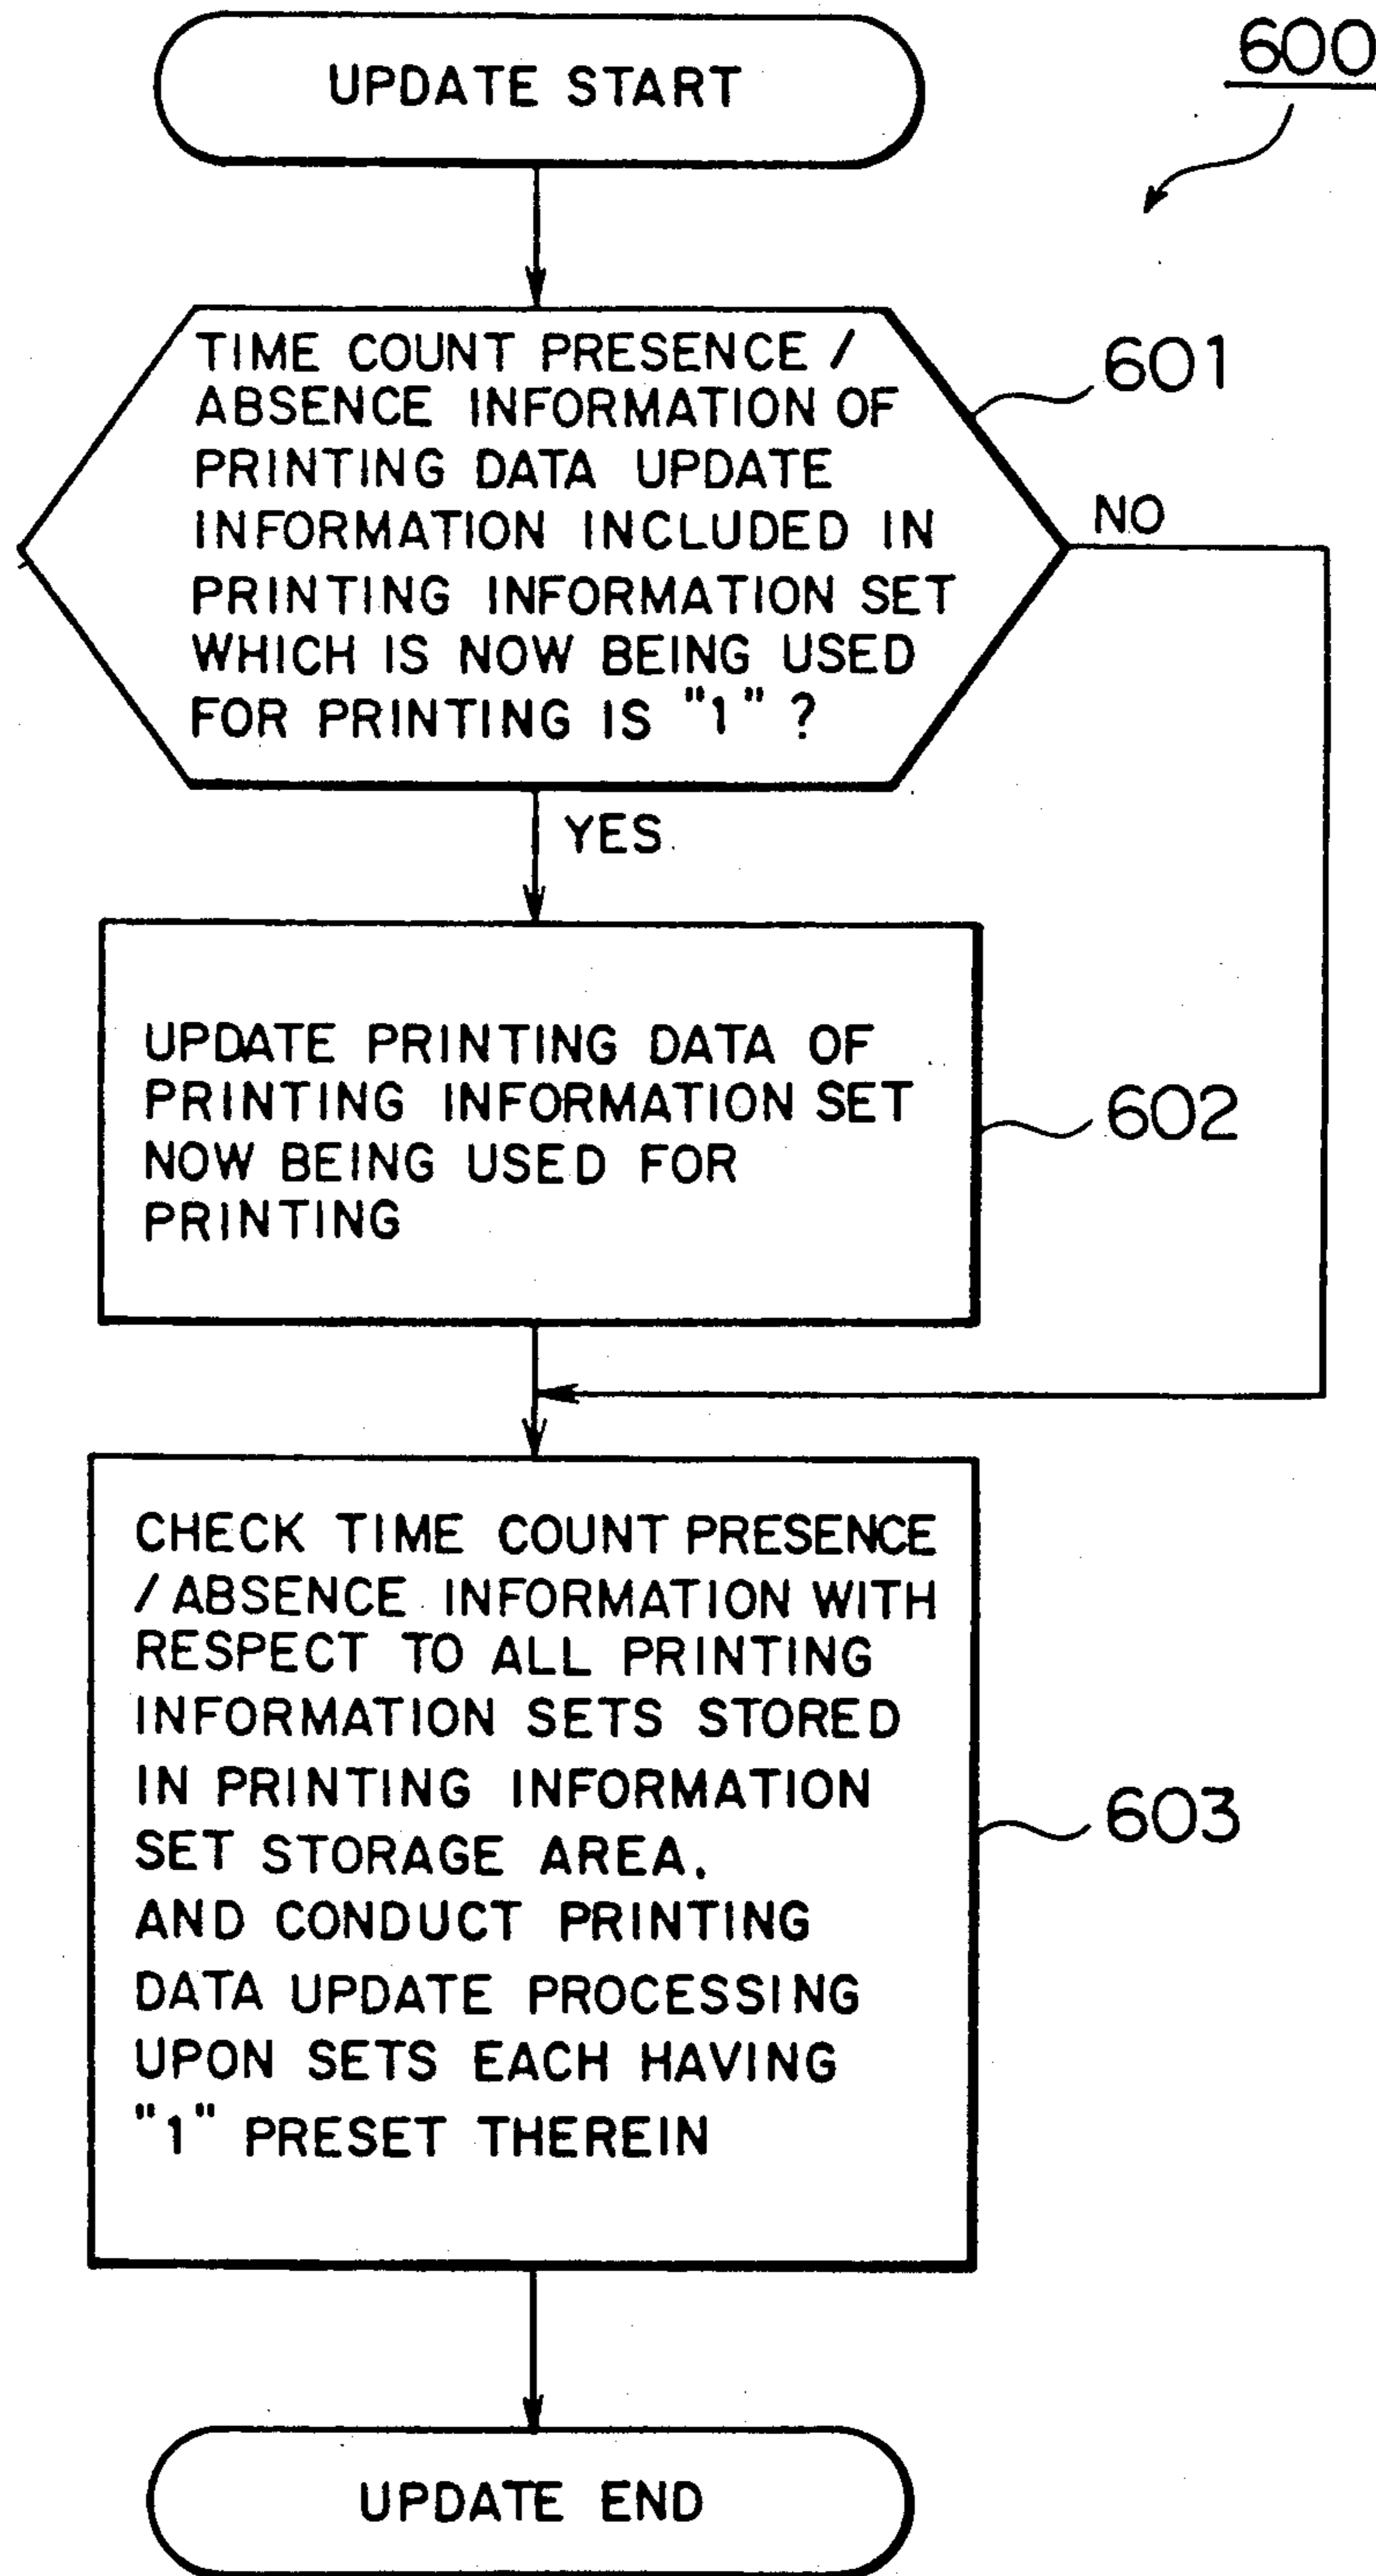 UPDATE START
600
TIME COUNT PRESENCE /
ABSENCE INFORMATION OF
PRINTING DATA UPDATE
INFORMATION INCLUDED IN
PRINTING INFORMATION SET
WHICH IS NOW BEING USED
FOR PRINTING IS "1" ?
601
NO
YES
UPDATE PRINTING DATA OF
PRINTING INFORMATION SET
NOW BEING USED FOR
PRINTING
602
CHECK TIME COUNT PRESENCE
/ ABSENCE INFORMATION WITH
RESPECT TO ALL PRINTING
INFORMATION SETS STORED
IN PRINTING INFORMATION
SET STORAGE AREA.
AND CONDUCT PRINTING
DATA UPDATE PROCESSING
UPON SETS EACH HAVING
"1" PRESET THEREIN
603
UPDATE END